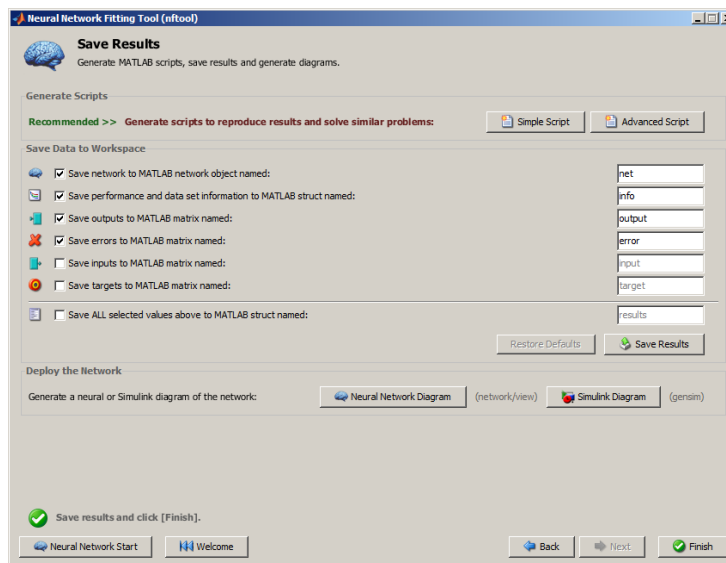 Neural Network Fitting Tool (nftool)
Save Results
Generate MATLAB scripts, save results and generate diagrams.
Generate Scripts
Recommended >> Generate scripts to reproduce results and solve similar problems: Simple Script Advanced Script
Save Data to Workspace
Save network to MATLAB network object named: net
Save performance and data set information to MATLAB struct named: info
Save outputs to MATLAB matrix named: output
Save errors to MATLAB matrix named: error
Save inputs to MATLAB matrix named: input
Save targets to MATLAB matrix named: target
Save ALL selected values above to MATLAB struct named: results
Restore Defaults Save Results
Deploy the Network
Generate a neural or Simulink diagram of the network: Neural Network Diagram (network/view) Simulink Diagram (gensim)
Save results and click [Finish].
Neural Network Start Welcome Back Next Finish